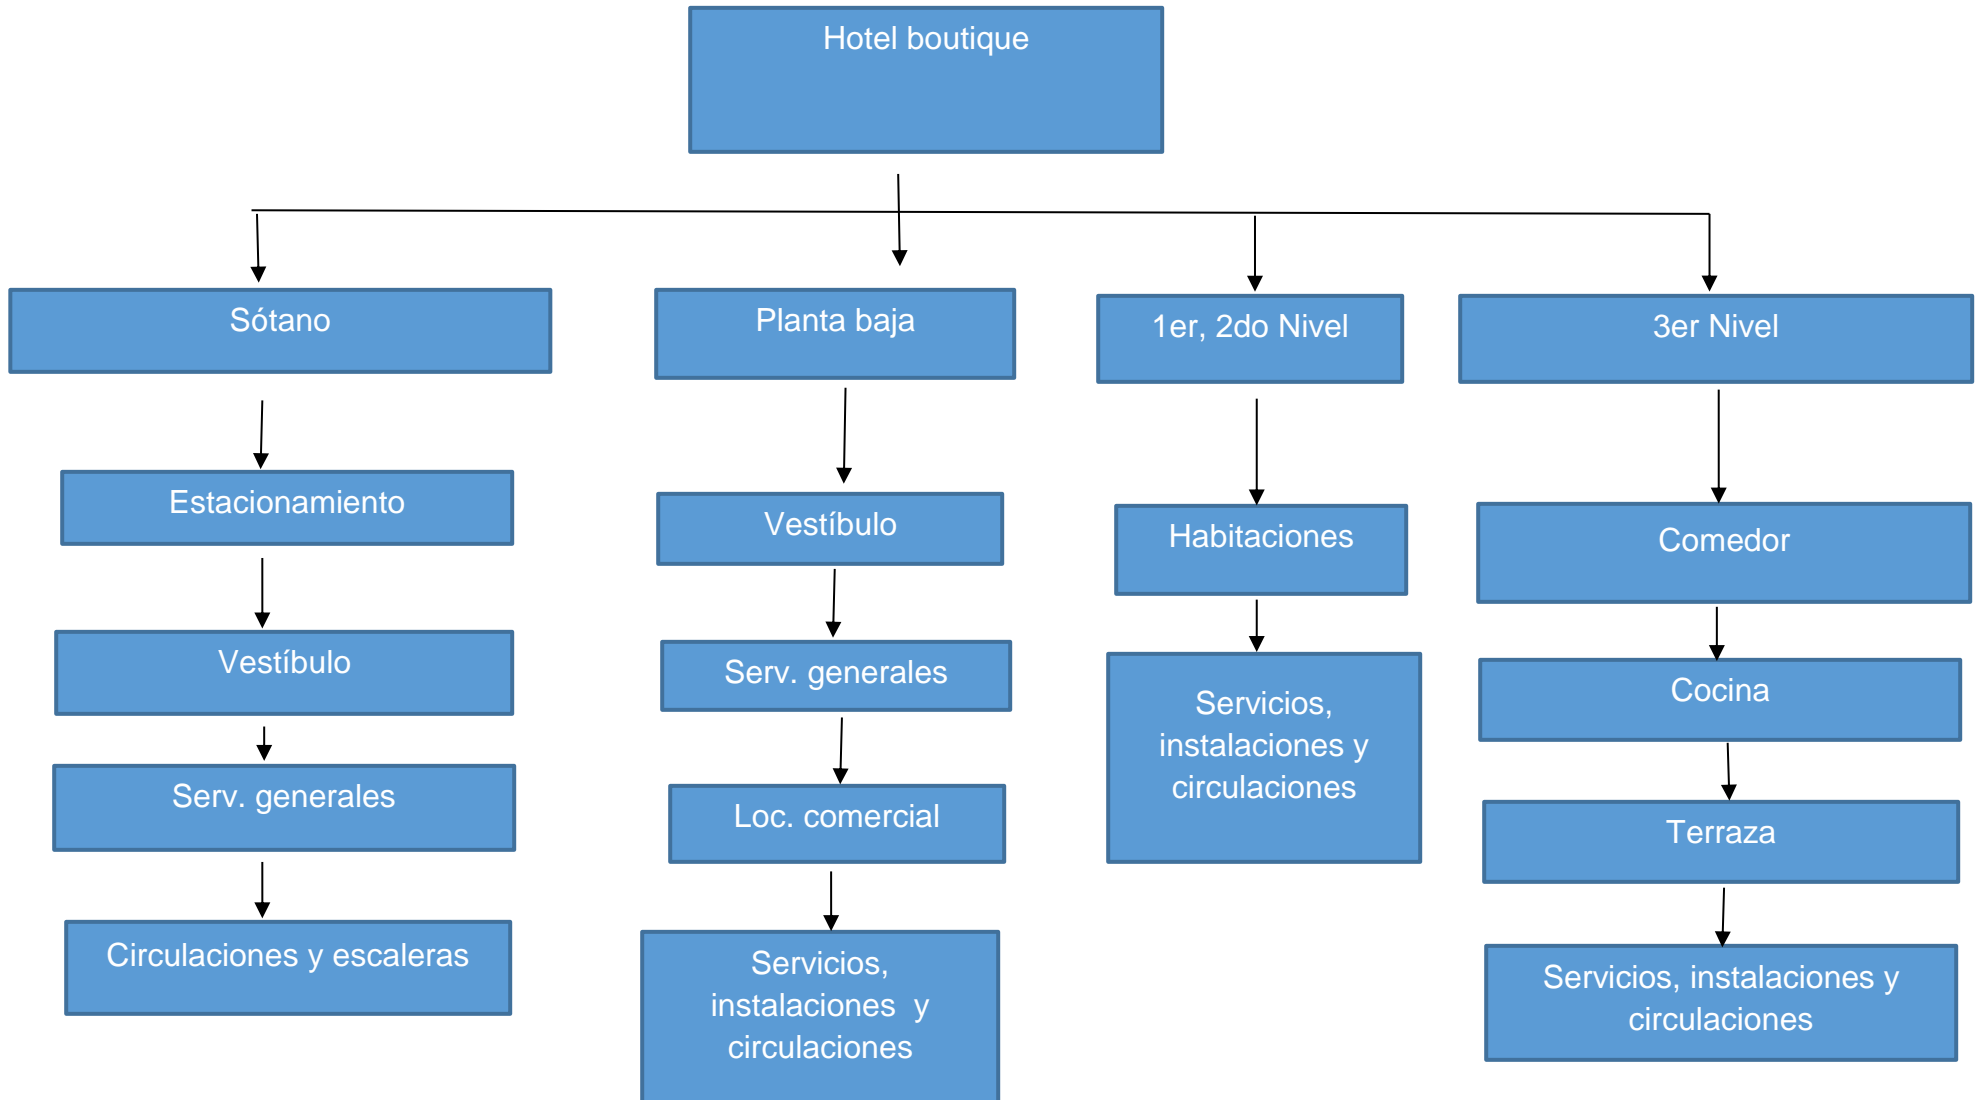 Hotel boutique
Sótano
Planta baja
1er, 2do Nivel
3er Nivel
Estacionamiento
Vestíbulo
Serv. generales
Circulaciones y escaleras
Vestíbulo
Serv. generales
Loc. comercial
Servicios,
instalaciones  y
circulaciones
Habitaciones
Servicios,
instalaciones y
circulaciones
Comedor
Cocina
Terraza
Servicios, instalaciones y
circulaciones